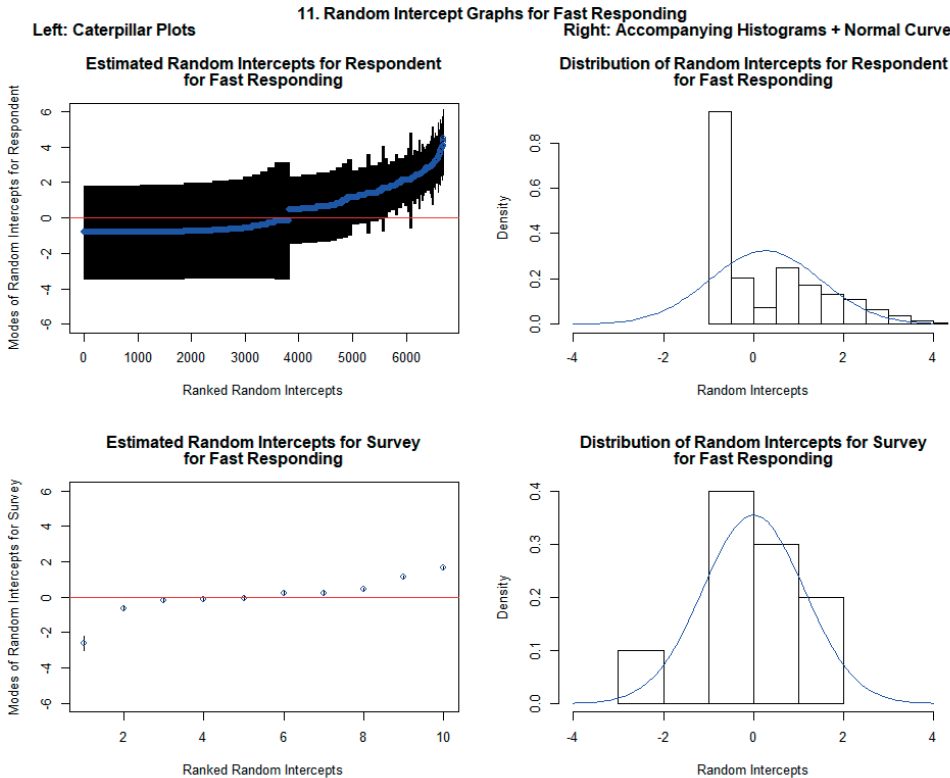 11. Random Intercept Graphs for Fast Responding
Left: Caterpillar Plots
Right: Accompanying Histograms + Normal Curve
Estimated Random Intercepts for Respondent
for Fast Responding
Modes of Random Intercepts for Respondent
6
4
2
0
-2
-4
-6
0 1000 2000 3000 4000 5000 6000
Ranked Random Intercepts
Distribution of Random Intercepts for Respondent
for Fast Responding
Density
0.8
0.6
0.4
0.2
0.0
-4 -2 0 2 4
Random Intercepts
Estimated Random Intercepts for Survey
for Fast Responding
Modes of Random Intercepts for Survey
6
4
2
0
-2
-4
-6
2 4 6 8 10
Ranked Random Intercepts
Distribution of Random Intercepts for Survey
for Fast Responding
Density
0.4
0.3
0.2
0.1
0.0
-4 -2 0 2 4
Random Intercepts